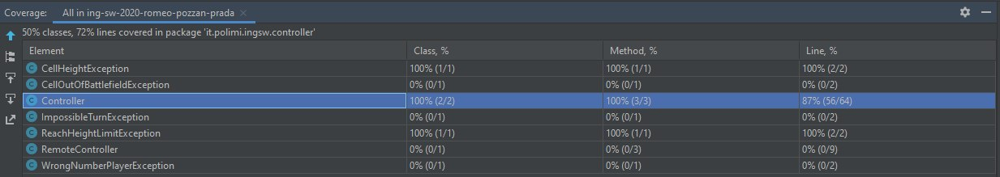 Coverage: All in ing-sw-2020-romeo-pozzan-prada
50% classes, 72% lines covered in package 'it.polimi.ingsw.controller'
Element Class, % Method, % Line, %
CellHeightException 100% (1/1) 100% (1/1) 100% (2/2)
CellOutOfBattlefieldException 0% (0/1) 0% (0/1) 0% (0/2)
Controller 100% (2/2) 100% (3/3) 87% (56/64)
ImpossibleTurnException 0% (0/1) 0% (0/1) 0% (0/2)
ReachHeightLimitException 100% (1/1) 100% (1/1) 100% (2/2)
RemoteController 0% (0/1) 0% (0/3) 0% (0/9)
WrongNumberPlayerException 0% (0/1) 0% (0/1) 0% (0/2)